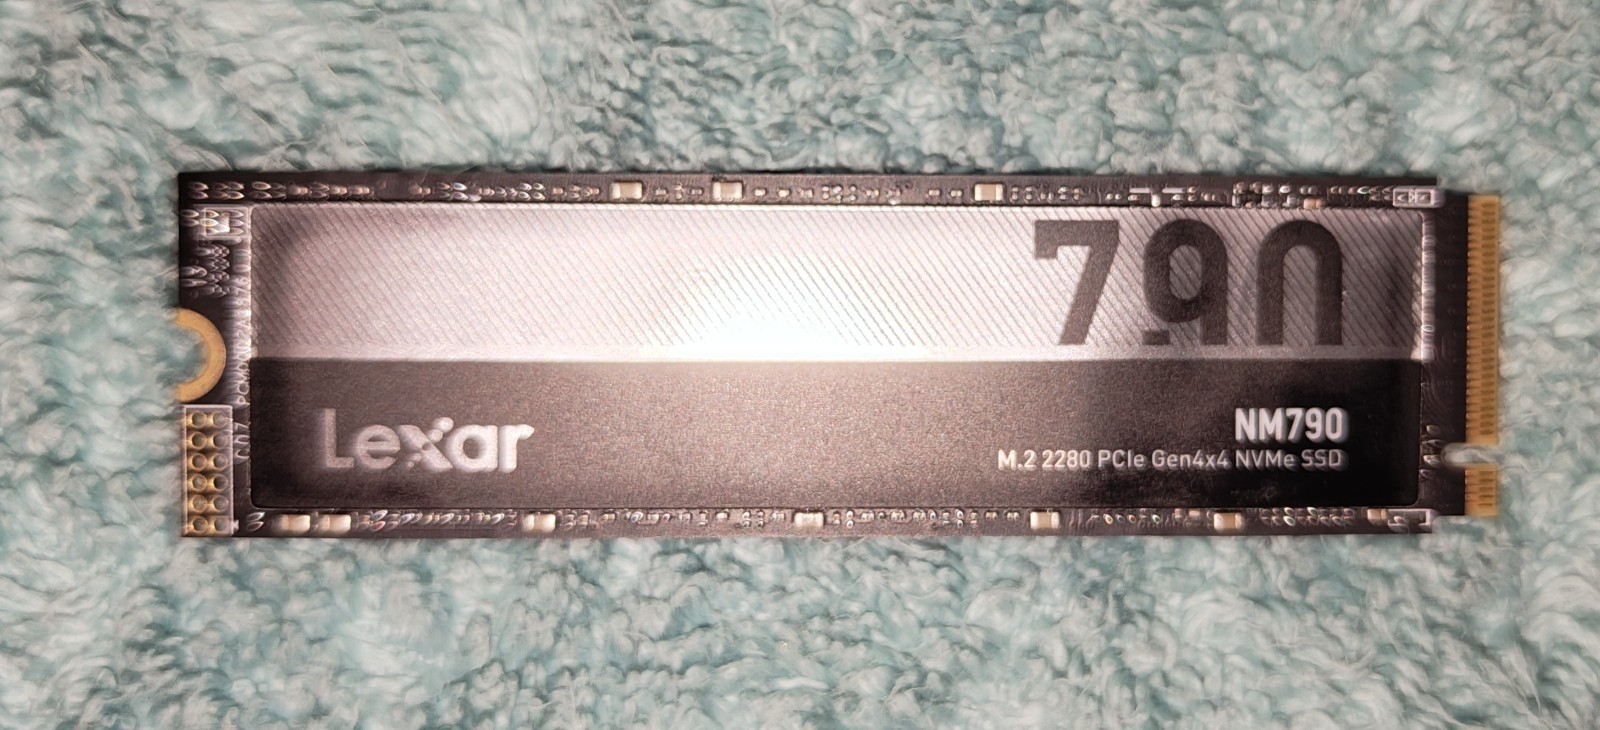 790
Lexar
NM790
M.2 2280 PCIe Gen4x4 NVMe SSD